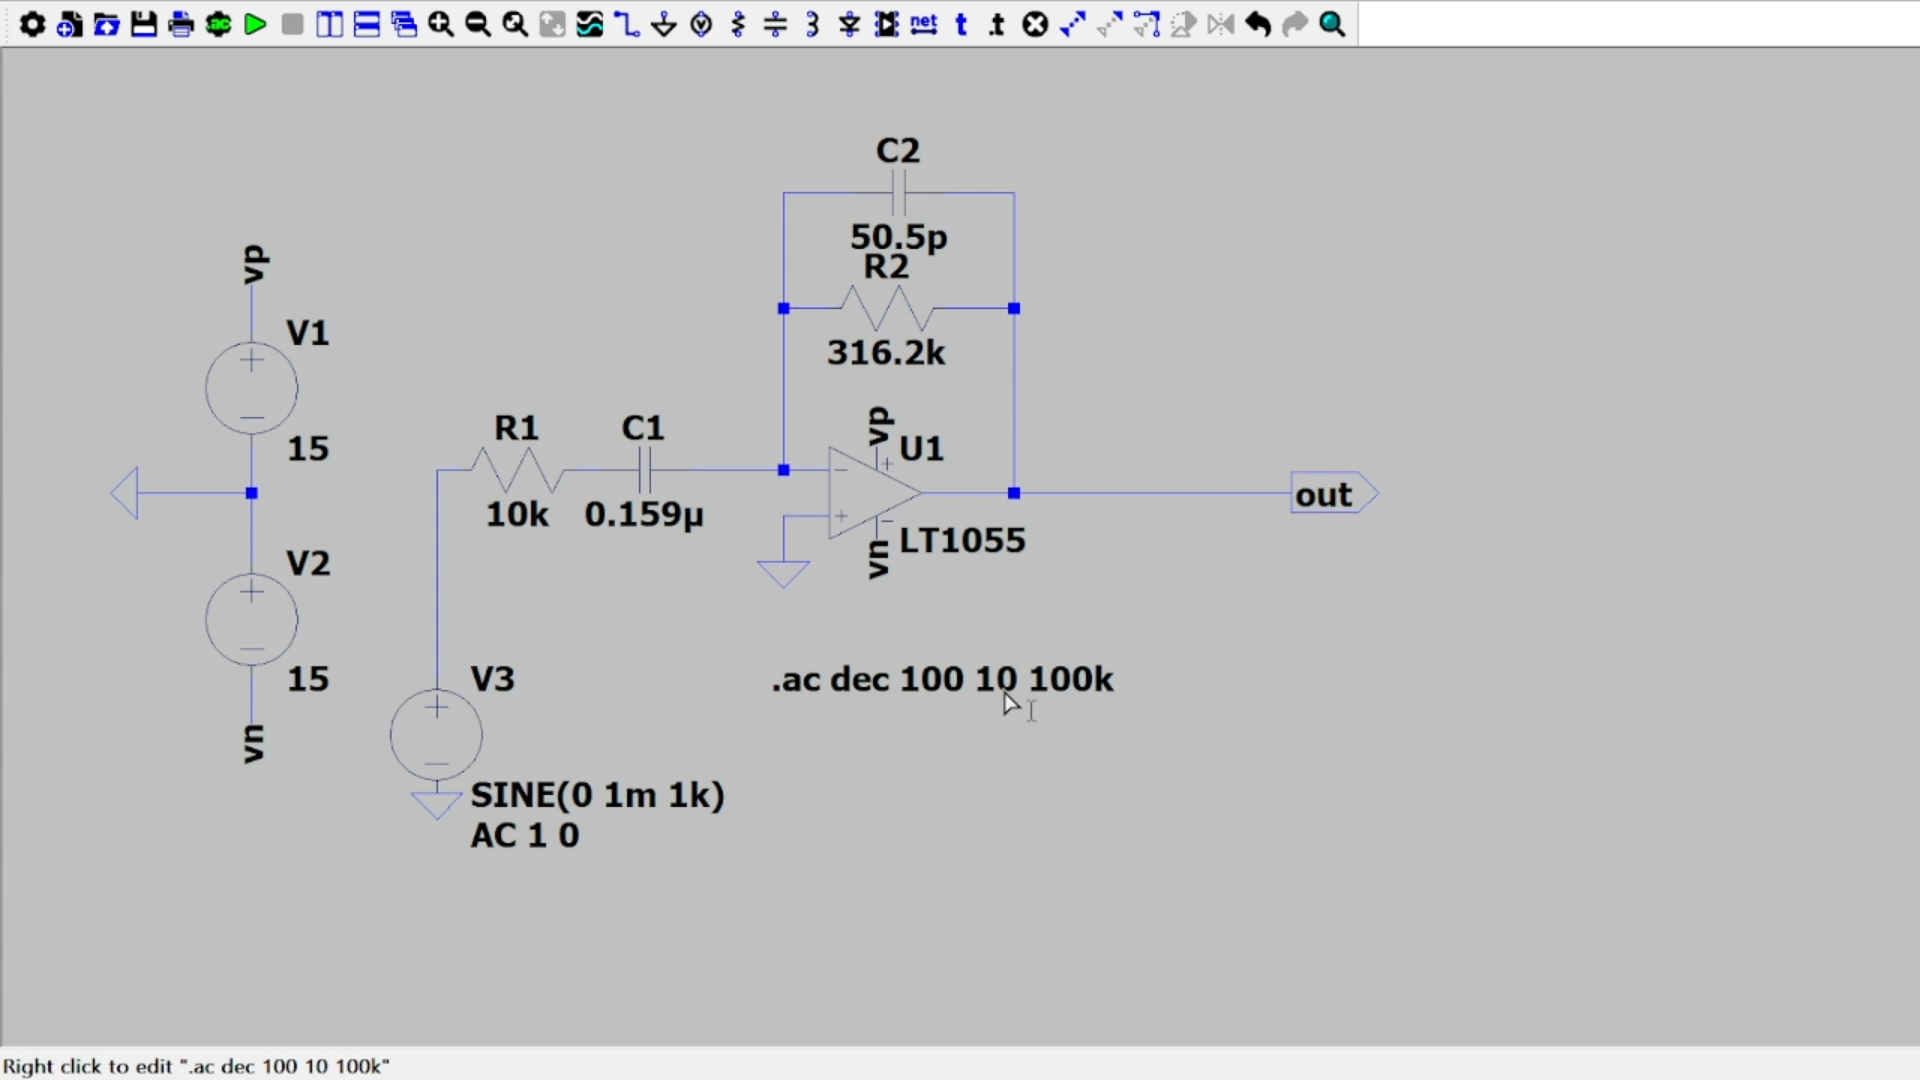 ac
net
t
.t
C2
50.5p
R2
316.2k
vp
V1
15
R1
10k
C1
0.159µ
vp
U1
LT1055
vn
out
V2
15
vn
V3
.ac dec 100 10 100k
SINE(0 1m 1k)
AC 1 0
Right click to edit ".ac dec 100 10 100k"